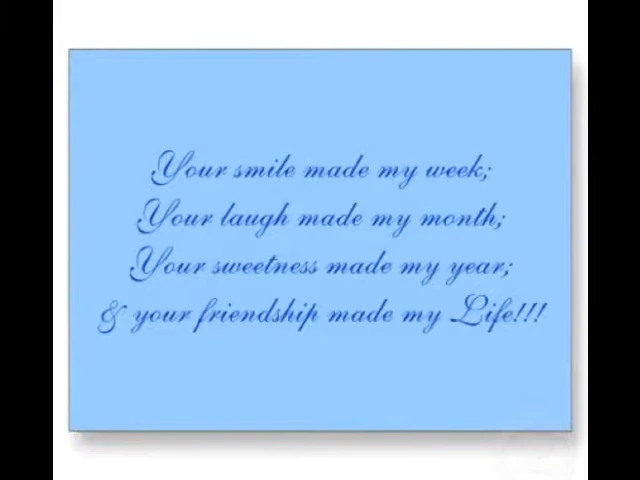 Your smile made my week;
Your laugh made my month;
Your sweetness made my year;
& your friendship made my Life!!!